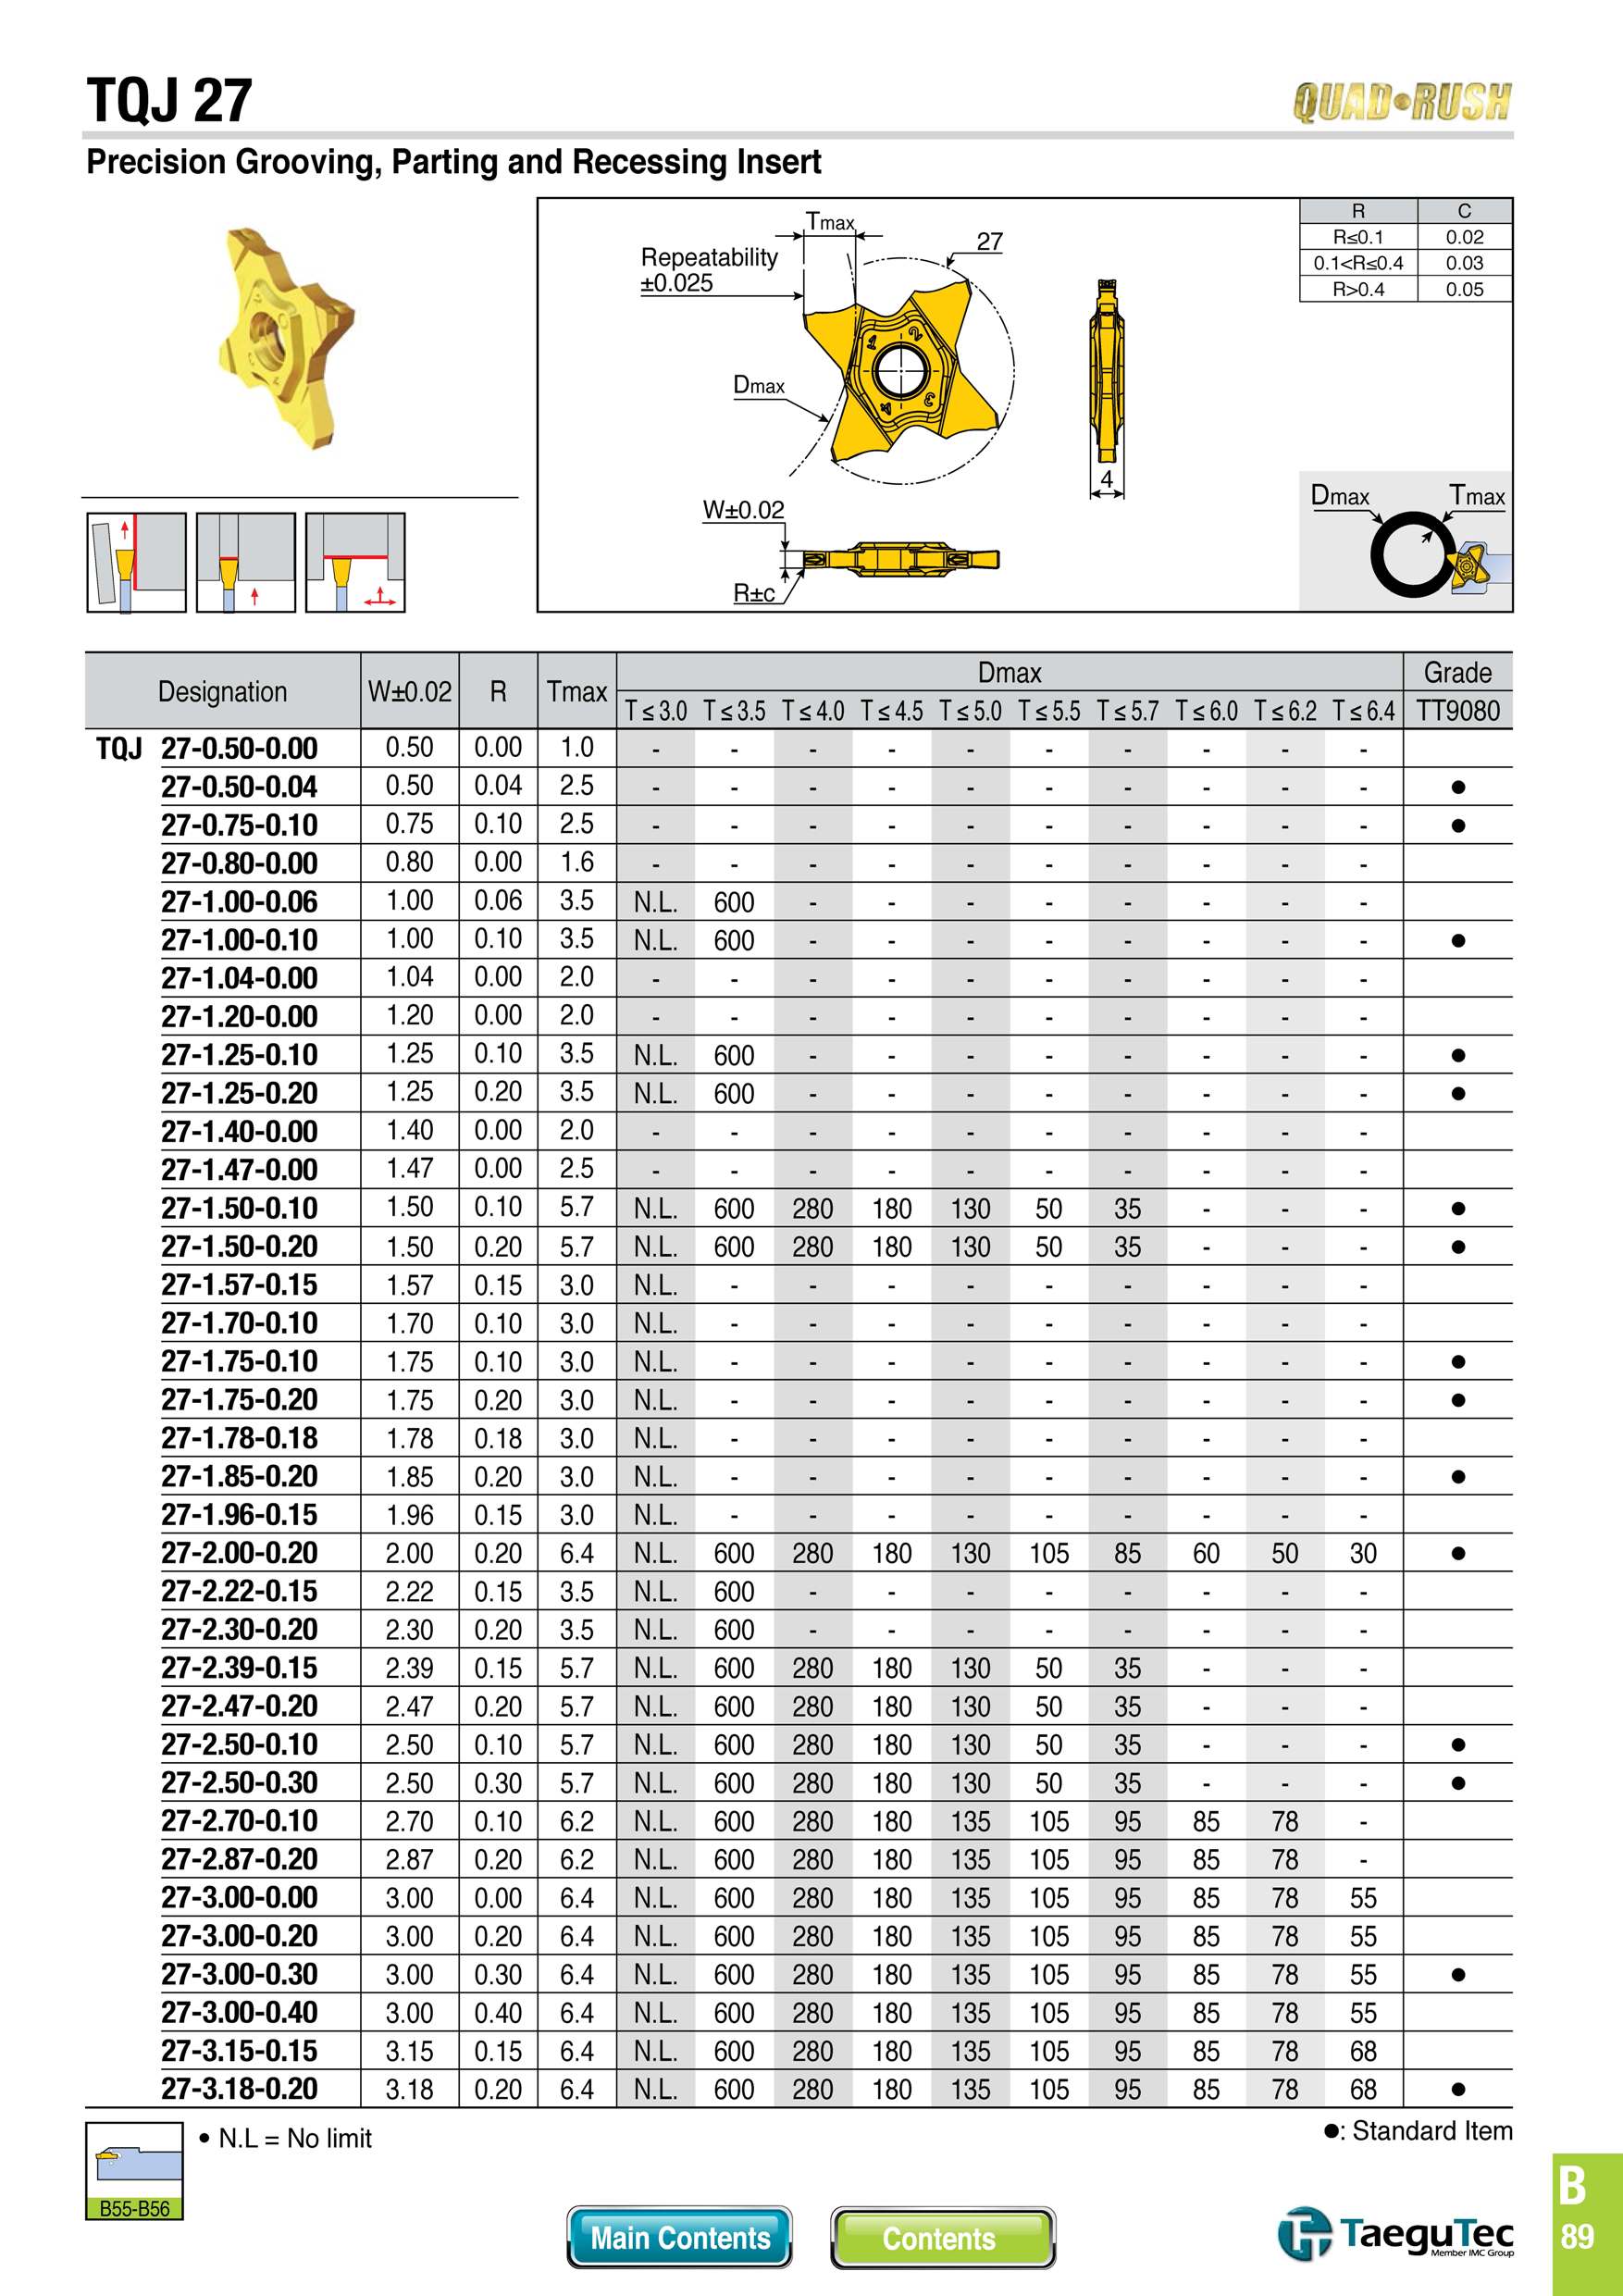 TQJ 27
QUAD•RUSH
Precision Grooving, Parting and Recessing Insert
Tmax
Repeatability
±0.025
27
Dmax
1
2
3
4
W±0.02
R±c
4
R C
R≤0.1 0.02
0.1<R≤0.4 0.03
R>0.4 0.05
Dmax Tmax
Designation W±0.02 R Tmax Dmax Grade
T≤3.0 T≤3.5 T≤4.0 T≤4.5 T≤5.0 T≤5.5 T≤5.7 T≤6.0 T≤6.2 T≤6.4 TT9080
TQJ 27-0.50-0.00 0.50 0.00 1.0 - - - - - - - - - -
27-0.50-0.04 0.50 0.04 2.5 - - - - - - - - - - ●
27-0.75-0.10 0.75 0.10 2.5 - - - - - - - - - - ●
27-0.80-0.00 0.80 0.00 1.6 - - - - - - - - - -
27-1.00-0.06 1.00 0.06 3.5 N.L. 600 - - - - - - - -
27-1.00-0.10 1.00 0.10 3.5 N.L. 600 - - - - - - - - ●
27-1.04-0.00 1.04 0.00 2.0 - - - - - - - - - -
27-1.20-0.00 1.20 0.00 2.0 - - - - - - - - - -
27-1.25-0.10 1.25 0.10 3.5 N.L. 600 - - - - - - - - ●
27-1.25-0.20 1.25 0.20 3.5 N.L. 600 - - - - - - - - ●
27-1.40-0.00 1.40 0.00 2.0 - - - - - - - - - -
27-1.47-0.00 1.47 0.00 2.5 - - - - - - - - - -
27-1.50-0.10 1.50 0.10 5.7 N.L. 600 280 180 130 50 35 - - - ●
27-1.50-0.20 1.50 0.20 5.7 N.L. 600 280 180 130 50 35 - - - ●
27-1.57-0.15 1.57 0.15 3.0 N.L. - - - - - - - - -
27-1.70-0.10 1.70 0.10 3.0 N.L. - - - - - - - - -
27-1.75-0.10 1.75 0.10 3.0 N.L. - - - - - - - - - ●
27-1.75-0.20 1.75 0.20 3.0 N.L. - - - - - - - - - ●
27-1.78-0.18 1.78 0.18 3.0 N.L. - - - - - - - - -
27-1.85-0.20 1.85 0.20 3.0 N.L. - - - - - - - - - ●
27-1.96-0.15 1.96 0.15 3.0 N.L. - - - - - - - - -
27-2.00-0.20 2.00 0.20 6.4 N.L. 600 280 180 130 105 85 60 50 30 ●
27-2.22-0.15 2.22 0.15 3.5 N.L. 600 - - - - - - - -
27-2.30-0.20 2.30 0.20 3.5 N.L. 600 - - - - - - - -
27-2.39-0.15 2.39 0.15 5.7 N.L. 600 280 180 130 50 35 - - -
27-2.47-0.20 2.47 0.20 5.7 N.L. 600 280 180 130 50 35 - - -
27-2.50-0.10 2.50 0.10 5.7 N.L. 600 280 180 130 50 35 - - - ●
27-2.50-0.30 2.50 0.30 5.7 N.L. 600 280 180 130 50 35 - - - ●
27-2.70-0.10 2.70 0.10 6.2 N.L. 600 280 180 135 105 95 85 78 -
27-2.87-0.20 2.87 0.20 6.2 N.L. 600 280 180 135 105 95 85 78 -
27-3.00-0.00 3.00 0.00 6.4 N.L. 600 280 180 135 105 95 85 78 55
27-3.00-0.20 3.00 0.20 6.4 N.L. 600 280 180 135 105 95 85 78 55
27-3.00-0.30 3.00 0.30 6.4 N.L. 600 280 180 135 105 95 85 78 55 ●
27-3.00-0.40 3.00 0.40 6.4 N.L. 600 280 180 135 105 95 85 78 55
27-3.15-0.15 3.15 0.15 6.4 N.L. 600 280 180 135 105 95 85 78 68
27-3.18-0.20 3.18 0.20 6.4 N.L. 600 280 180 135 105 95 85 78 68 ●
• N.L = No limit
●: Standard Item
B55-B56
Main Contents
Contents
TaeguTec
Member IMC Group
B
89